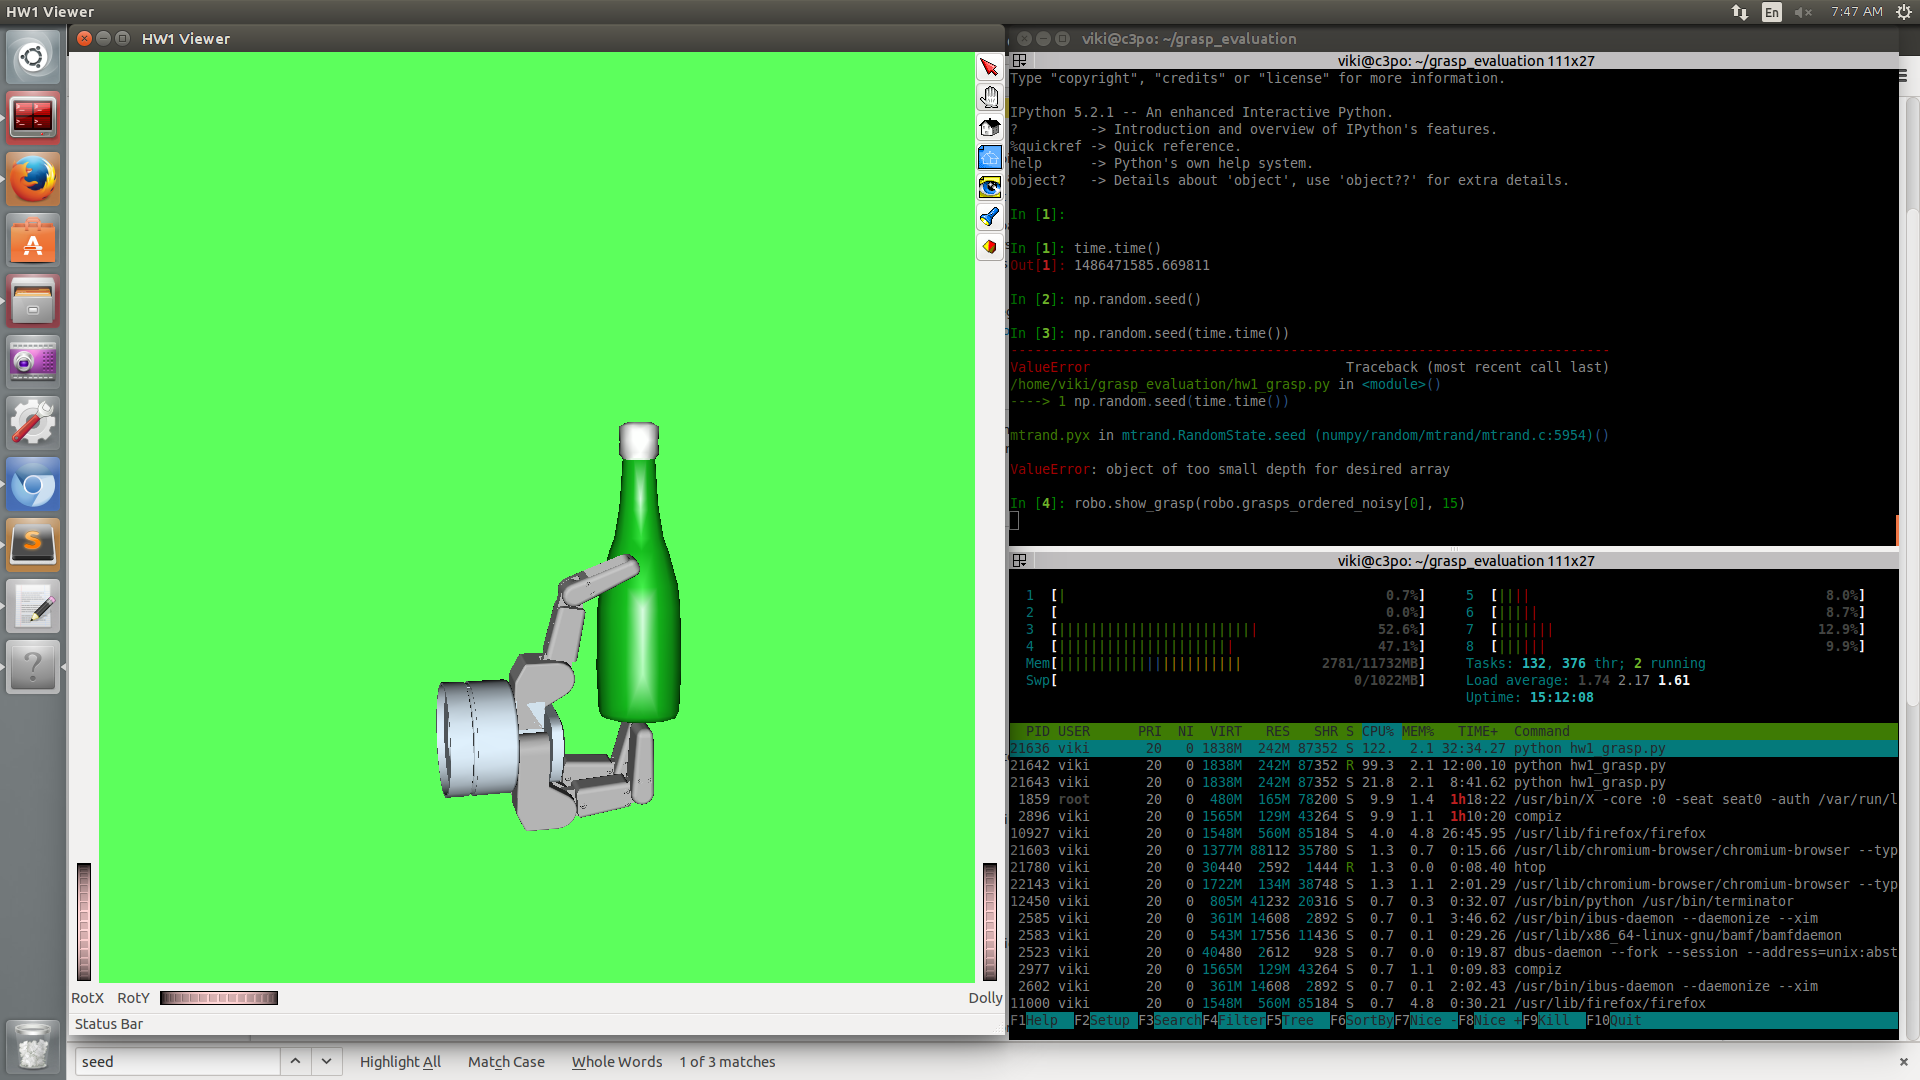 HW1 Viewer
En
7:47 AM
HW1 Viewer
RotX RotY
Dolly
Status Bar
seed
Highlight All Match Case Whole Words 1 of 3 matches
viki@c3po: ~/grasp_evaluation
viki@c3po: ~/grasp_evaluation 111x27
Type "copyright", "credits" or "license" for more information.
IPython 5.2.1 -- An enhanced Interactive Python.
? -> Introduction and overview of IPython's features.
%quickref -> Quick reference.
help -> Python's own help system.
object? -> Details about 'object', use 'object??' for extra details.
In [1]:
In [1]: time.time()
Out[1]: 1486471585.669811
In [2]: np.random.seed()
In [3]: np.random.seed(time.time())
---------------------------------------------------------------------------
ValueError Traceback (most recent call last)
/home/viki/grasp_evaluation/hw1_grasp.py in <module>()
----> 1 np.random.seed(time.time())
mtrand.pyx in mtrand.RandomState.seed (numpy/random/mtrand/mtrand.c:5954)()
ValueError: object of too small depth for desired array
In [4]: robo.show_grasp(robo.grasps_ordered_noisy[0], 15)
viki@c3po: ~/grasp_evaluation 111x27
1 [| 0.7%] 5 [|||| 8.0%]
2 [ 0.0%] 6 [||||| 8.7%]
3 [||||||||||||||||||||||||| 52.6%] 7 [||||||| 12.9%]
4 [|||||||||||||||||||||| 47.1%] 8 [|||||| 9.9%]
Mem[||||||||||||||||||||||| 2781/11732MB] Tasks: 132, 376 thr; 2 running
Swp[ 0/1022MB] Load average: 1.74 2.17 1.61
Uptime: 15:12:08
PID USER PRI NI VIRT RES SHR S CPU% MEM% TIME+ Command
21636 viki 20 0 1838M 242M 87352 S 122. 2.1 32:34.27 python hw1_grasp.py
21642 viki 20 0 1838M 242M 87352 R 99.3 2.1 12:00.10 python hw1_grasp.py
21643 viki 20 0 1838M 242M 87352 S 21.8 2.1 8:41.62 python hw1_grasp.py
1859 root 20 0 480M 165M 78200 S 9.9 1.4 1h18:22 /usr/bin/X -core :0 -seat seat0 -auth /var/run/l
2896 viki 20 0 1565M 129M 43264 S 9.9 1.1 1h10:20 compiz
10927 viki 20 0 1548M 560M 85184 S 4.0 4.8 26:45.95 /usr/lib/firefox/firefox
21603 viki 20 0 1377M 88112 35780 S 1.3 0.7 0:15.66 /usr/lib/chromium-browser/chromium-browser --typ
21780 viki 20 0 30440 2592 1444 R 1.3 0.0 0:08.40 htop
22143 viki 20 0 1722M 134M 38748 S 1.3 1.1 2:01.29 /usr/lib/chromium-browser/chromium-browser --typ
12450 viki 20 0 805M 41232 20316 S 0.7 0.3 0:32.07 /usr/bin/python /usr/bin/terminator
2585 viki 20 0 361M 14608 2892 S 0.7 0.1 3:46.62 /usr/bin/ibus-daemon --daemonize --xim
2583 viki 20 0 543M 17556 11436 S 0.7 0.1 0:29.26 /usr/lib/x86_64-linux-gnu/bamf/bamfdaemon
2523 viki 20 0 40480 2612 928 S 0.7 0.0 0:19.87 dbus-daemon --fork --session --address=unix:abst
2977 viki 20 0 1565M 129M 43264 S 0.7 1.1 0:09.83 compiz
2602 viki 20 0 361M 14608 2892 S 0.7 0.1 2:02.43 /usr/bin/ibus-daemon --daemonize --xim
11000 viki 20 0 1548M 560M 85184 S 0.7 4.8 0:30.21 /usr/lib/firefox/firefox
F1Help F2Setup F3SearchF4FilterF5Tree F6SortByF7Nice -F8Nice +F9Kill F10Quit